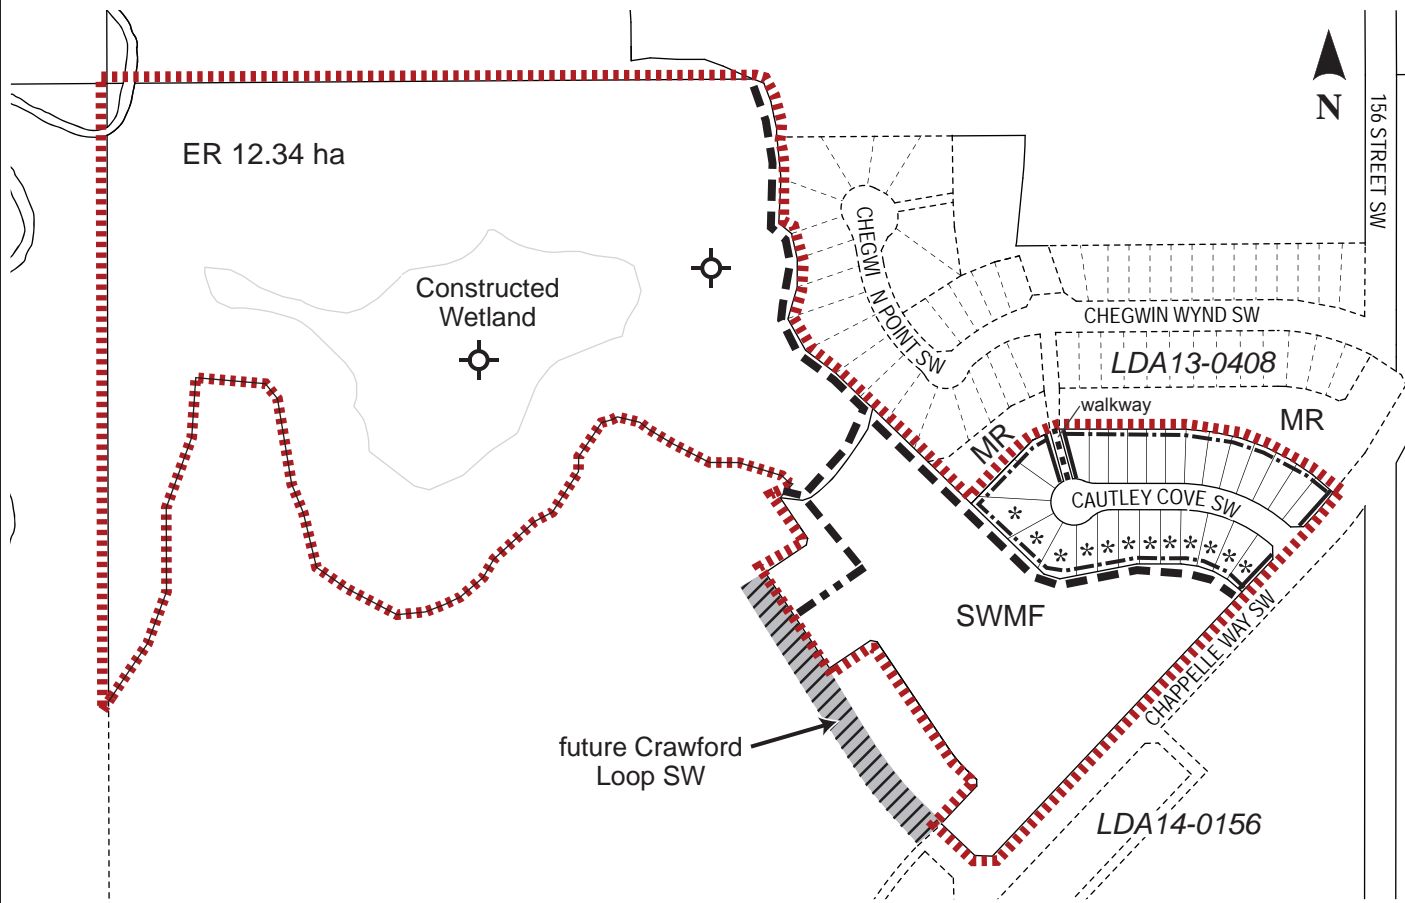 N
156 STREET SW
ER 12.34 ha
CHEGWI N POINT SW
Constructed
Wetland
CHEGWIN WYND SW
LDA13-0408
walkway
MR
MR
CAUTLEY COVE SW
* * * * * * * * * * * *
SWMF
CHAPPELLE WAY SW
future Crawford
Loop SW
LDA14-0156